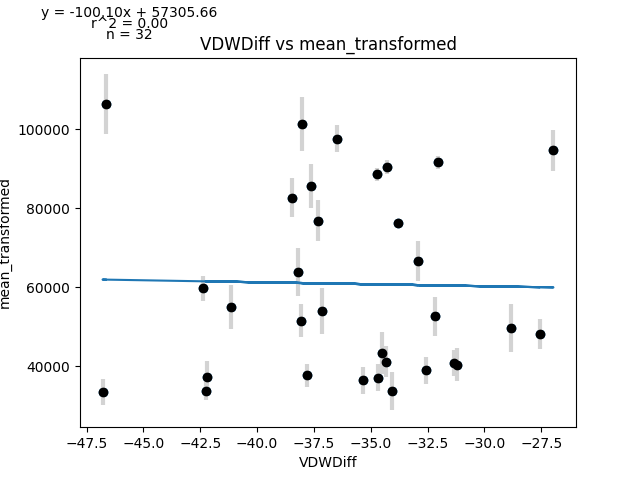 y = -100.10x + 57305.66
r^2 = 0.00
n = 32
VDWDiff vs mean_transformed
mean_transformed
100000
80000
60000
40000
−47.5 −45.0 −42.5 −40.0 −37.5 −35.0 −32.5 −30.0 −27.5
VDWDiff